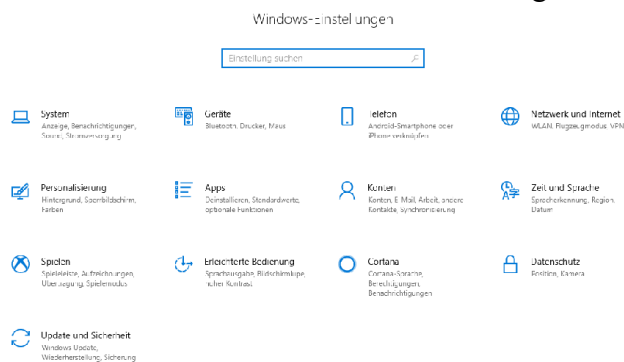 Windows-Einstellungen
Einstellung suchen
System
Anzeige, Benachrichtigungen,
Sound, Stromversorgung
Geräte
Bluetooth, Drucker, Maus
Telefon
Android-Smartphone oder
iPhone verknüpfen
Netzwerk und Internet
WLAN, Flugzeugmodus, VPN
Personalisierung
Hintergrund, Sperrbildschirm,
Farben
Apps
Deinstallieren, Standardwerte,
optionale Funktionen
Konten
Konten, E-Mail, Arbeit, andere
Kontakte, Synchronisierung
Zeit und Sprache
Spracherkennung, Region,
Datum
Spielen
Spieleleiste, Aufzeichnungen,
Übertragung, Spielemodus
Erleichterte Bedienung
Sprachausgabe, Bildschirmlupe,
hoher Kontrast
Cortana
Cortana-Sprache,
Berechtigungen,
Benachrichtigungen
Datenschutz
Position, Kamera
Update und Sicherheit
Windows Update,
Wiederherstellung, Sicherung